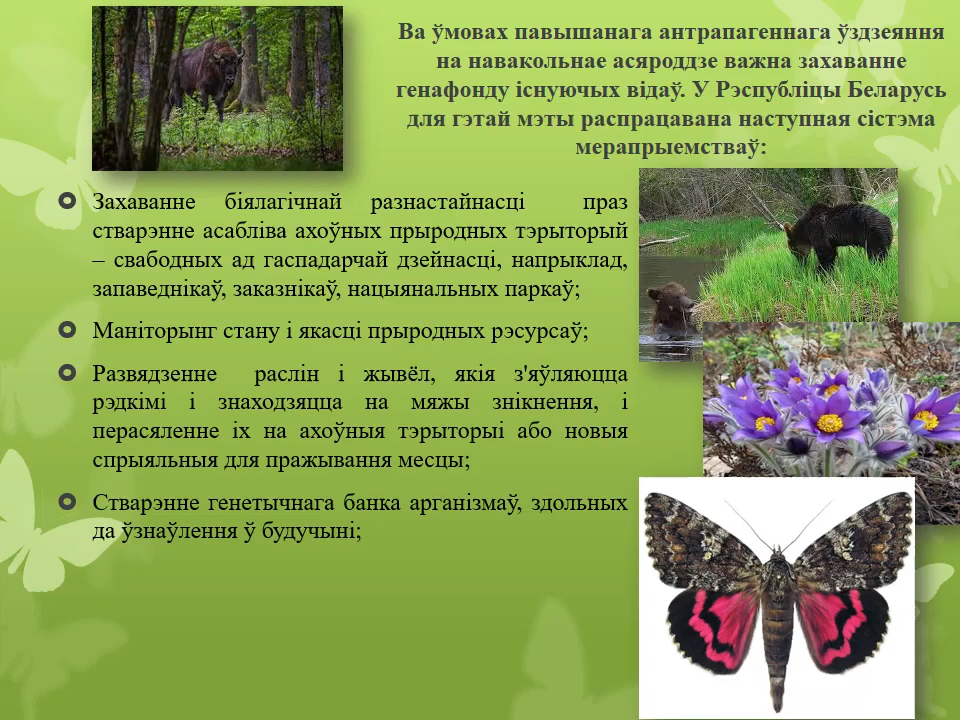 Ва ўмовах павышанага антрапагеннага ўздзеяння
на навакольнае асяроддзе важна захаванне
генафонду існуючых відаў. У Рэспубліцы Беларусь
для гэтай мэты распрацавана наступная сістэма
мерапрыемстваў:
Захаванне біялагічнай разнастайнасці праз
стварэнне асабліва ахоўных прыродных тэрыторый
– свабодных ад гаспадарчай дзейнасці, напрыклад,
запаведнікаў, заказнікаў, нацыянальных паркаў;
Маніторынг стану і якасці прыродных рэсурсаў;
Развядзенне раслін і жывёл, якія з'яўляюцца
рэдкімі і знаходзяцца на мяжы знікнення, і
перасяленне іх на ахоўныя тэрыторыі або новыя
спрыяльныя для пражывання месцы;
Стварэнне генетычнага банка арганізмаў, здольных
да ўзнаўлення ў будучыні;